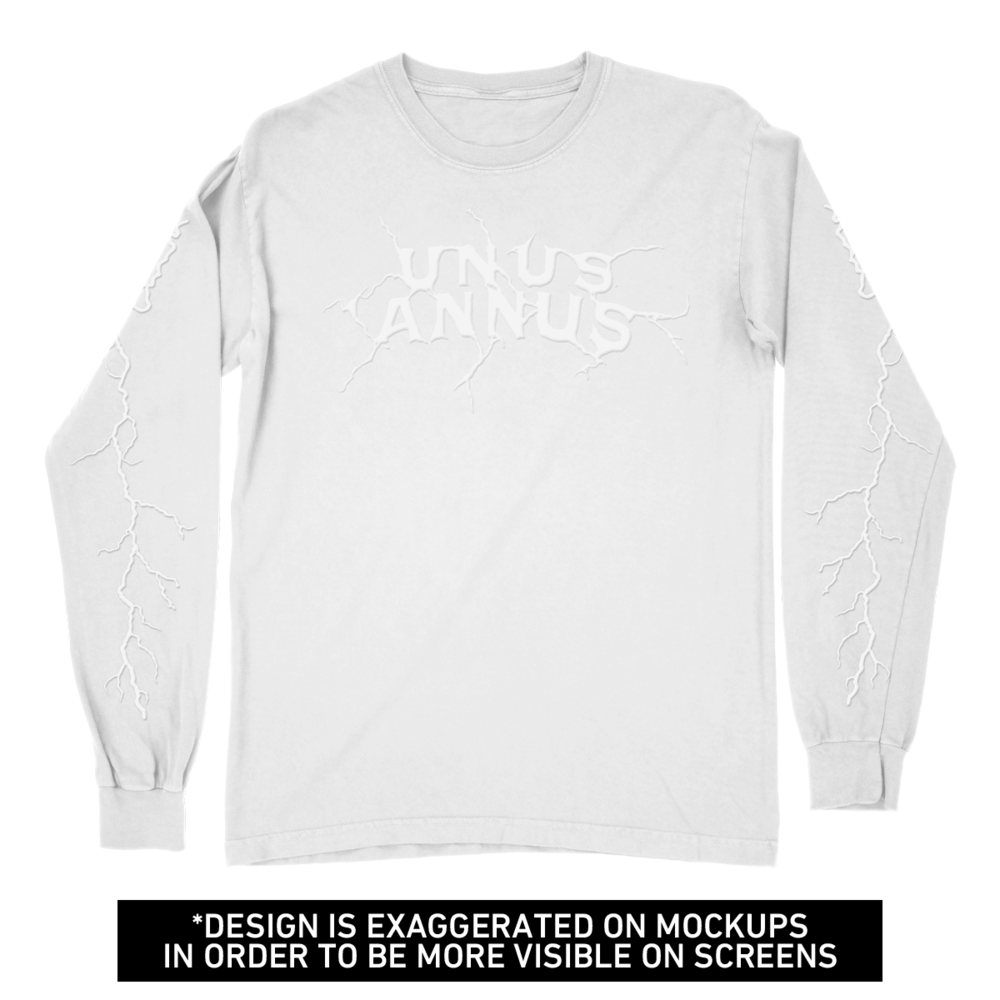 UNUS
ANNUS
*DESIGN IS EXAGGERATED ON MOCKUPS
IN ORDER TO BE MORE VISIBLE ON SCREENS